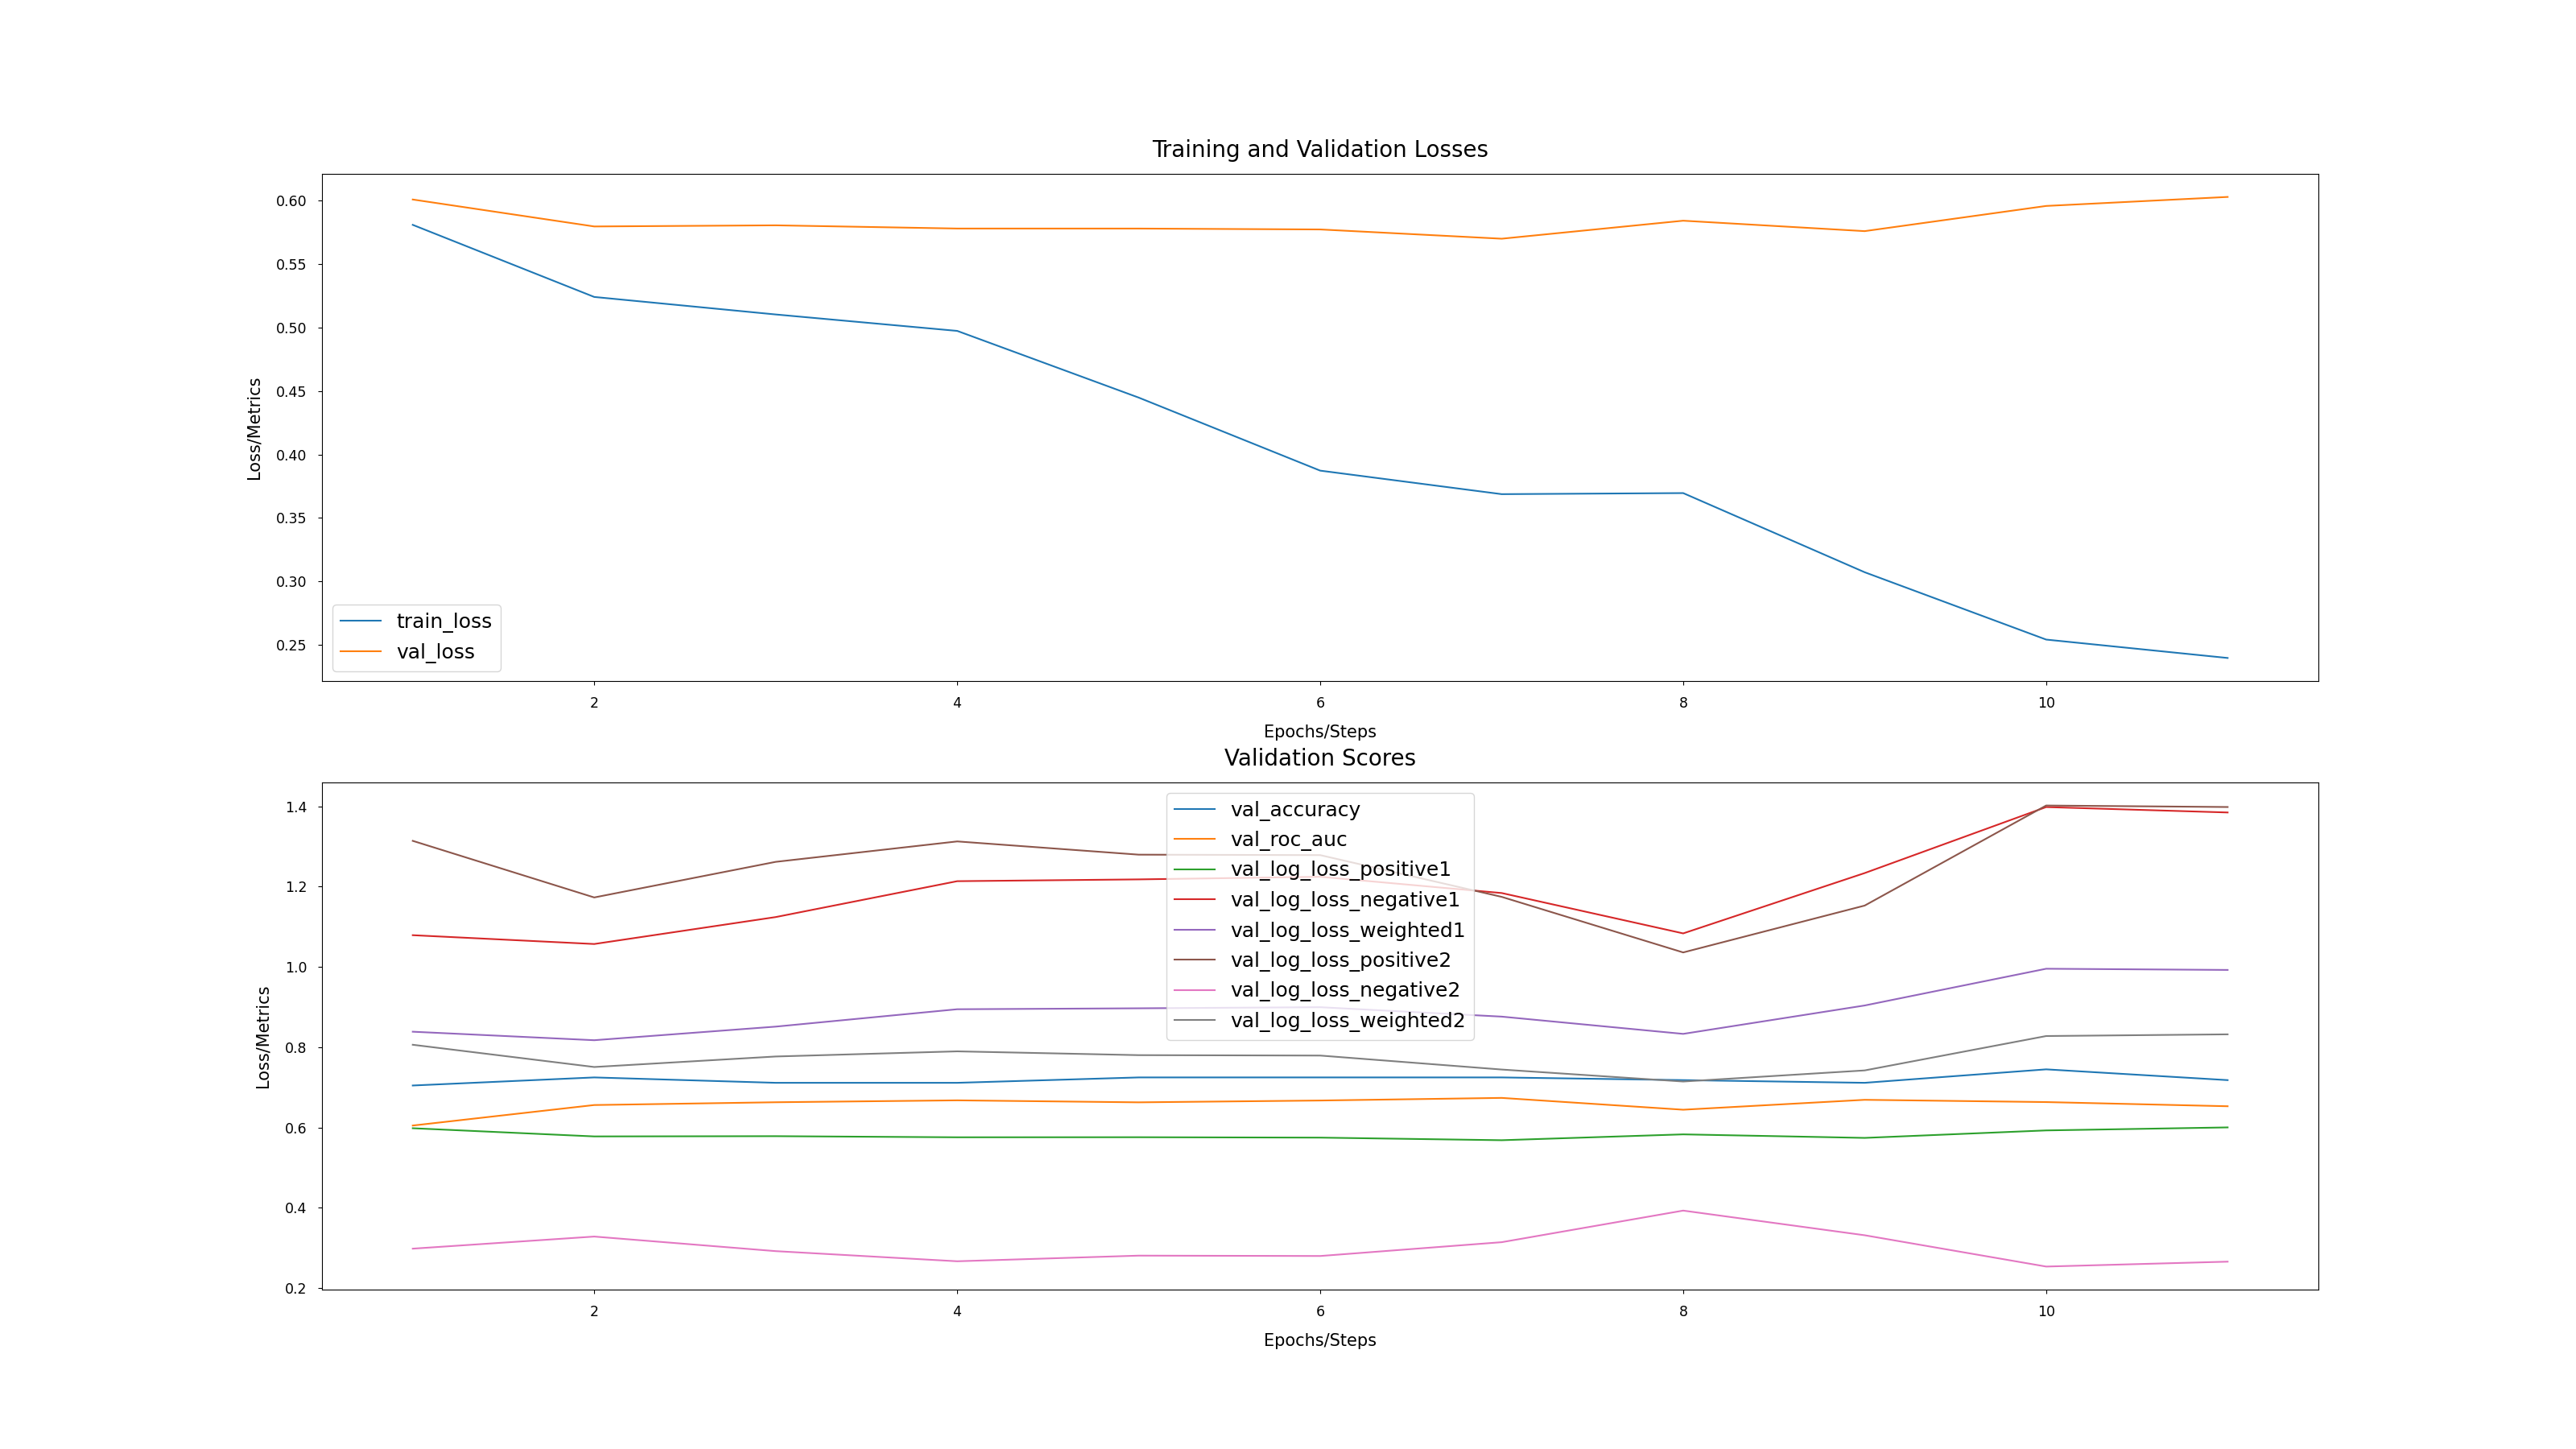 Training and Validation Losses
0.60
0.55
0.50
0.45
0.40
0.35
0.30
0.25
Loss/Metrics
train_loss
val_loss
2 4 6 8 10
Epochs/Steps
Validation Scores
1.4
1.2
1.0
0.8
0.6
0.4
0.2
Loss/Metrics
val_accuracy
val_roc_auc
val_log_loss_positive1
val_log_loss_negative1
val_log_loss_weighted1
val_log_loss_positive2
val_log_loss_negative2
val_log_loss_weighted2
2 4 6 8 10
Epochs/Steps